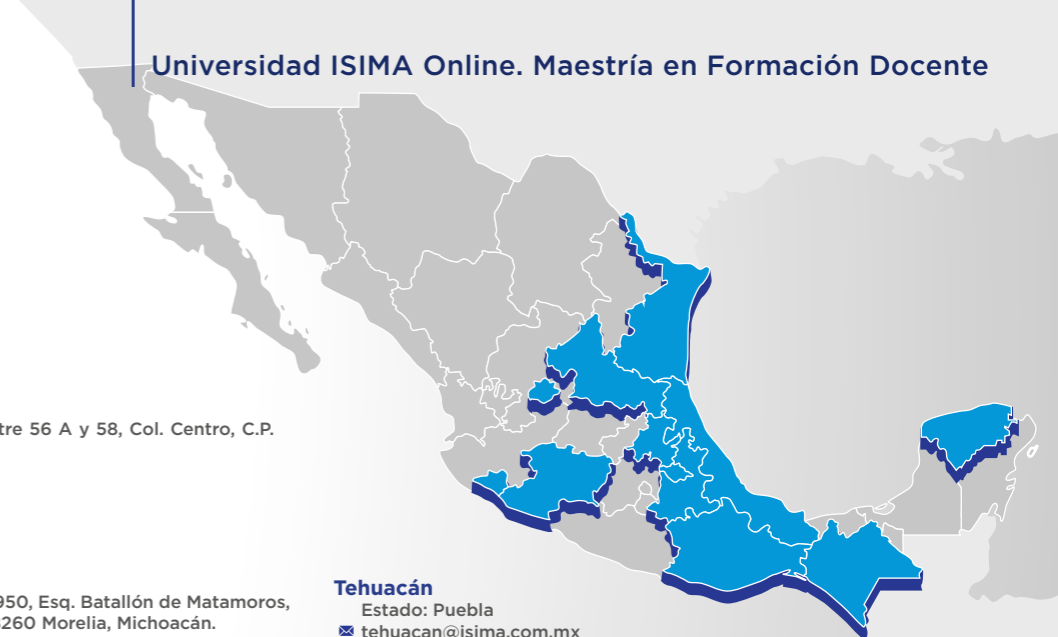 Universidad ISIMA Online. Maestría en Formación Docente
tre 56 A y 58, Col. Centro, C.P.
950, Esq. Batallón de Matamoros,
260 Morelia, Michoacán.
Tehuacán
Estado: Puebla
tehuacan@isima.com.mx